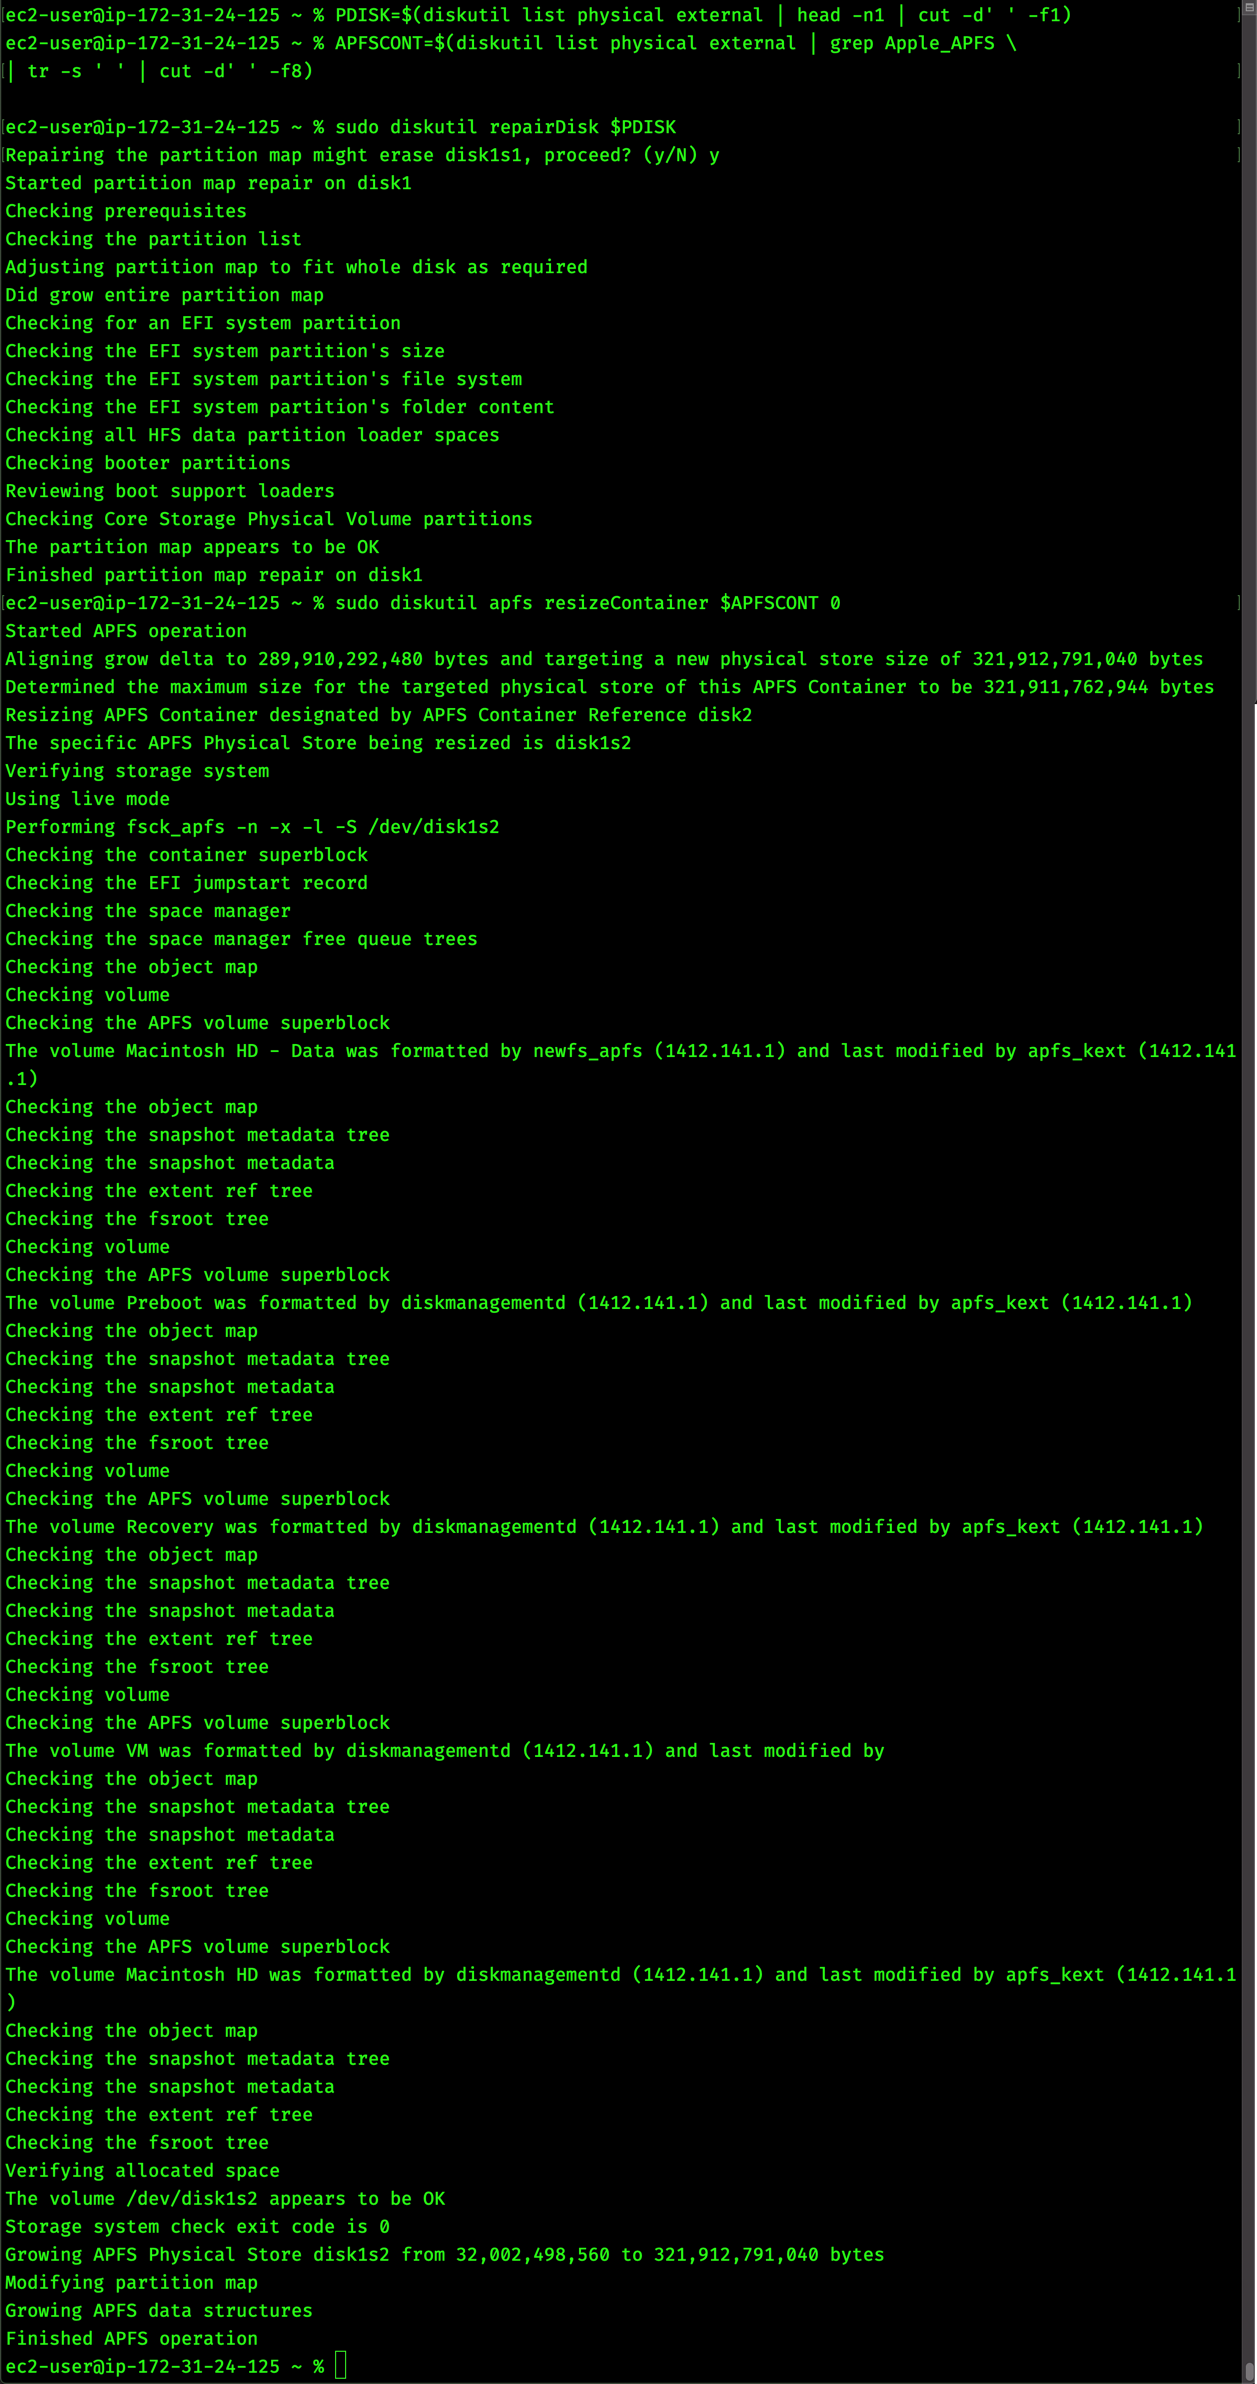 ec2-user@ip-172-31-24-125 ~ % PDISK=$(diskutil list physical external | head -n1 | cut -d' ' -f1)
ec2-user@ip-172-31-24-125 ~ % APFSCONT=$(diskutil list physical external | grep Apple_APFS \
| tr -s ' ' | cut -d' ' -f8)
ec2-user@ip-172-31-24-125 ~ % sudo diskutil repairDisk $PDISK
Repairing the partition map might erase disk1s1, proceed? (y/N) y
Started partition map repair on disk1
Checking prerequisites
Checking the partition list
Adjusting partition map to fit whole disk as required
Did grow entire partition map
Checking for an EFI system partition
Checking the EFI system partition's size
Checking the EFI system partition's file system
Checking the EFI system partition's folder content
Checking all HFS data partition loader spaces
Checking booter partitions
Reviewing boot support loaders
Checking Core Storage Physical Volume partitions
The partition map appears to be OK
Finished partition map repair on disk1
ec2-user@ip-172-31-24-125 ~ % sudo diskutil apfs resizeContainer $APFSCONT 0
Started APFS operation
Aligning grow delta to 289,910,292,480 bytes and targeting a new physical store size of 321,912,791,040 bytes
Determined the maximum size for the targeted physical store of this APFS Container to be 321,911,762,944 bytes
Resizing APFS Container designated by APFS Container Reference disk2
The specific APFS Physical Store being resized is disk1s2
Verifying storage system
Using live mode
Performing fsck_apfs -n -x -l -S /dev/disk1s2
Checking the container superblock
Checking the EFI jumpstart record
Checking the space manager
Checking the space manager free queue trees
Checking the object map
Checking volume
Checking the APFS volume superblock
The volume Macintosh HD - Data was formatted by newfs_apfs (1412.141.1) and last modified by apfs_kext (1412.141
.1)
Checking the object map
Checking the snapshot metadata tree
Checking the snapshot metadata
Checking the extent ref tree
Checking the fsroot tree
Checking volume
Checking the APFS volume superblock
The volume Preboot was formatted by diskmanagementd (1412.141.1) and last modified by apfs_kext (1412.141.1)
Checking the object map
Checking the snapshot metadata tree
Checking the snapshot metadata
Checking the extent ref tree
Checking the fsroot tree
Checking volume
Checking the APFS volume superblock
The volume Recovery was formatted by diskmanagementd (1412.141.1) and last modified by apfs_kext (1412.141.1)
Checking the object map
Checking the snapshot metadata tree
Checking the snapshot metadata
Checking the extent ref tree
Checking the fsroot tree
Checking volume
Checking the APFS volume superblock
The volume VM was formatted by diskmanagementd (1412.141.1) and last modified by
Checking the object map
Checking the snapshot metadata tree
Checking the snapshot metadata
Checking the extent ref tree
Checking the fsroot tree
Checking volume
Checking the APFS volume superblock
The volume Macintosh HD was formatted by diskmanagementd (1412.141.1) and last modified by apfs_kext (1412.141.1
)
Checking the object map
Checking the snapshot metadata tree
Checking the snapshot metadata
Checking the extent ref tree
Checking the fsroot tree
Verifying allocated space
The volume /dev/disk1s2 appears to be OK
Storage system check exit code is 0
Growing APFS Physical Store disk1s2 from 32,002,498,560 to 321,912,791,040 bytes
Modifying partition map
Growing APFS data structures
Finished APFS operation
ec2-user@ip-172-31-24-125 ~ %